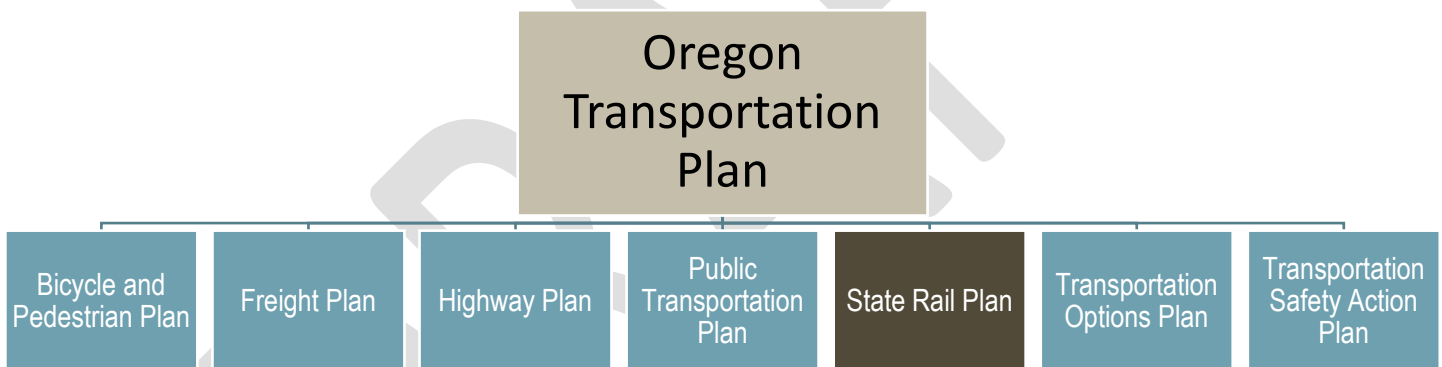 Oregon
Transportation
Plan
Bicycle and
Pedestrian Plan
Freight Plan
Highway Plan
Public
Transportation
Plan
State Rail Plan
Transportation
Options Plan
Transportation
Safety Action
Plan